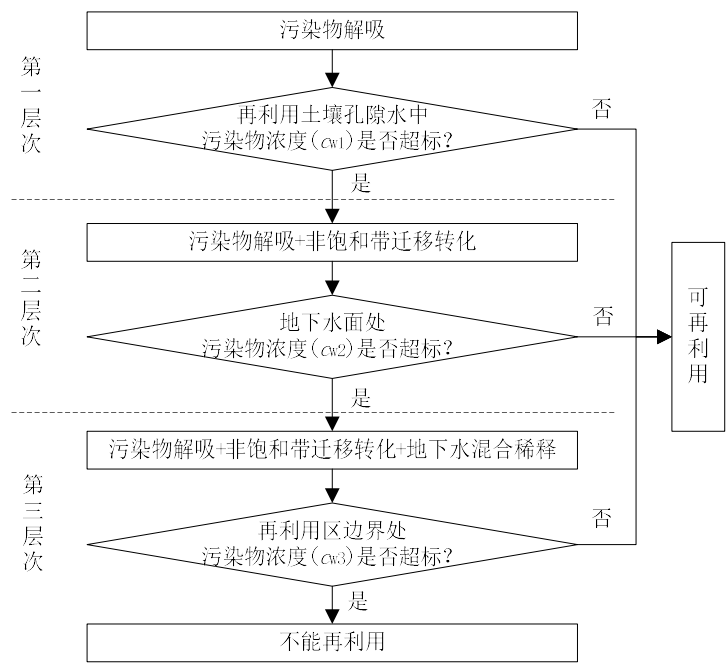 污染物解吸
第一层次
再利用土壤孔隙水中
污染物浓度(cw1)是否超标?
否
是
污染物解吸+非饱和带迁移转化
第二层次
地下水面处
污染物浓度(cw2)是否超标?
否
可再利用
是
污染物解吸+非饱和带迁移转化+地下水混合稀释
第三层次
再利用区边界处
污染物浓度(cw3)是否超标?
否
是
不能再利用